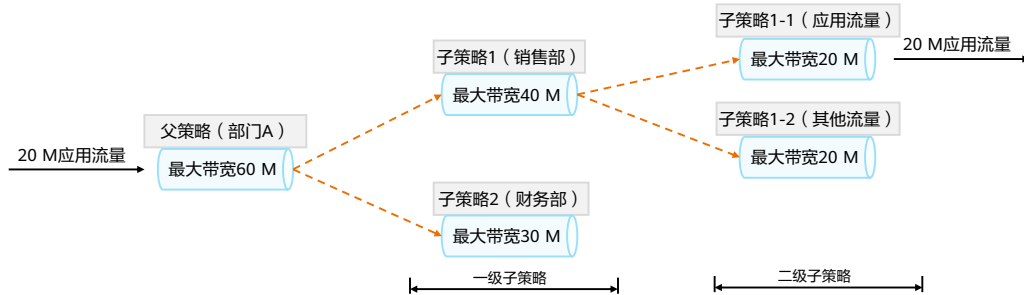 20 M应用流量
父策略（部门A）
最大带宽60 M
子策略1（销售部）
最大带宽40 M
子策略2（财务部）
最大带宽30 M
一级子策略
子策略1-1（应用流量）
最大带宽20 M
子策略1-2（其他流量）
最大带宽20 M
二级子策略
20 M应用流量